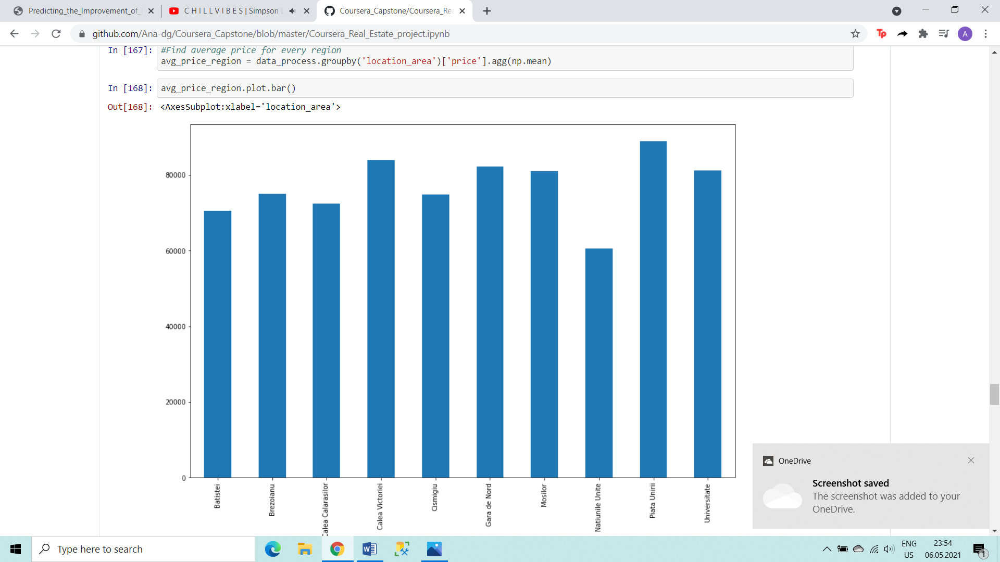 Predicting_the_Improvement_of_
C H I L L V I B E S | Simpson
Coursera_Capstone/Coursera_Rea
github.com/Ana-dg/Coursera_Capstone/blob/master/Coursera_Real_Estate_project.ipynb
Tp
A
In [167]: #Find average price for every region
avg_price_region = data_process.groupby('location_area')['price'].agg(np.mean)
In [168]: avg_price_region.plot.bar()
Out[168]: <AxesSubplot:xlabel='location_area'>
80000
60000
40000
20000
0
Batistei
Brezoianu
Calea Calarasilor
Calea Victoriei
Cismigiu
Gara de Nord
Mosilor
Natiunile Unite
Piata Unirii
Universitate
OneDrive
Screenshot saved
The screenshot was added to your
OneDrive.
Type here to search
ENG
US
23:54
06.05.2021
1